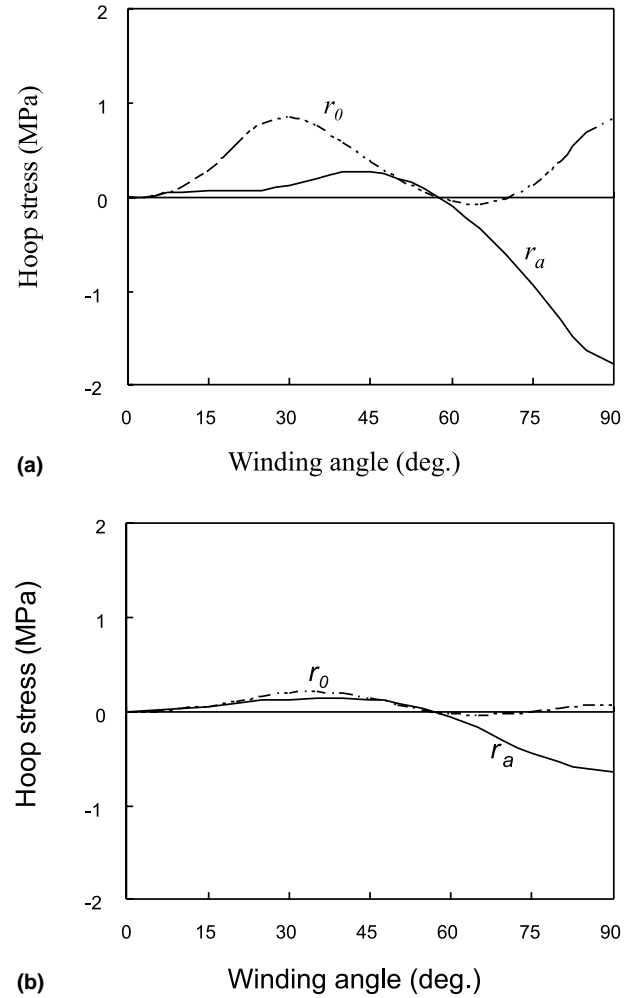 2
1
0
-1
-2
Hoop stress (MPa)
r0
ra
0 15 30 45 60 75 90
(a)
Winding angle (deg.)
2
1
0
-1
-2
Hoop stress (MPa)
r0
ra
0 15 30 45 60 75 90
(b)
Winding angle (deg.)